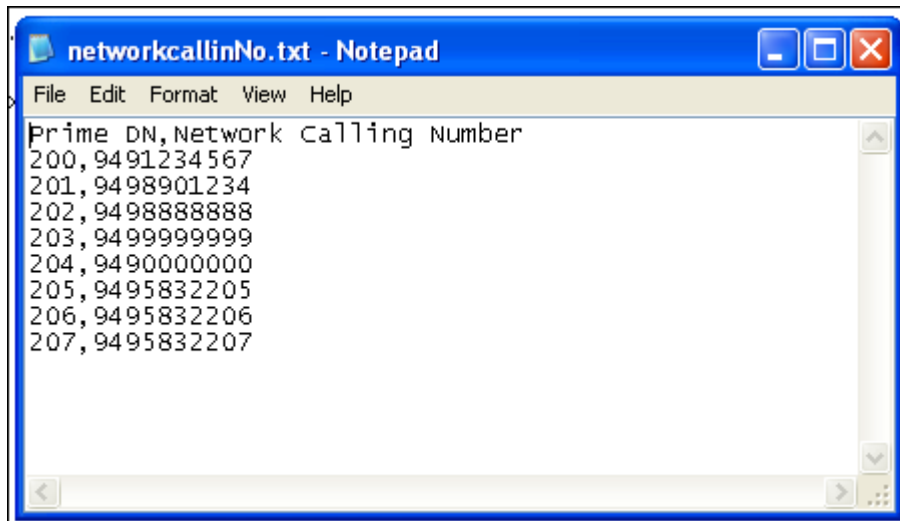 networkcallinNo.txt - Notepad
File Edit Format View Help
Prime DN,Network Calling Number
200,9491234567
201,9498901234
202,9498888888
203,9499999999
204,9490000000
205,9495832205
206,9495832206
207,9495832207